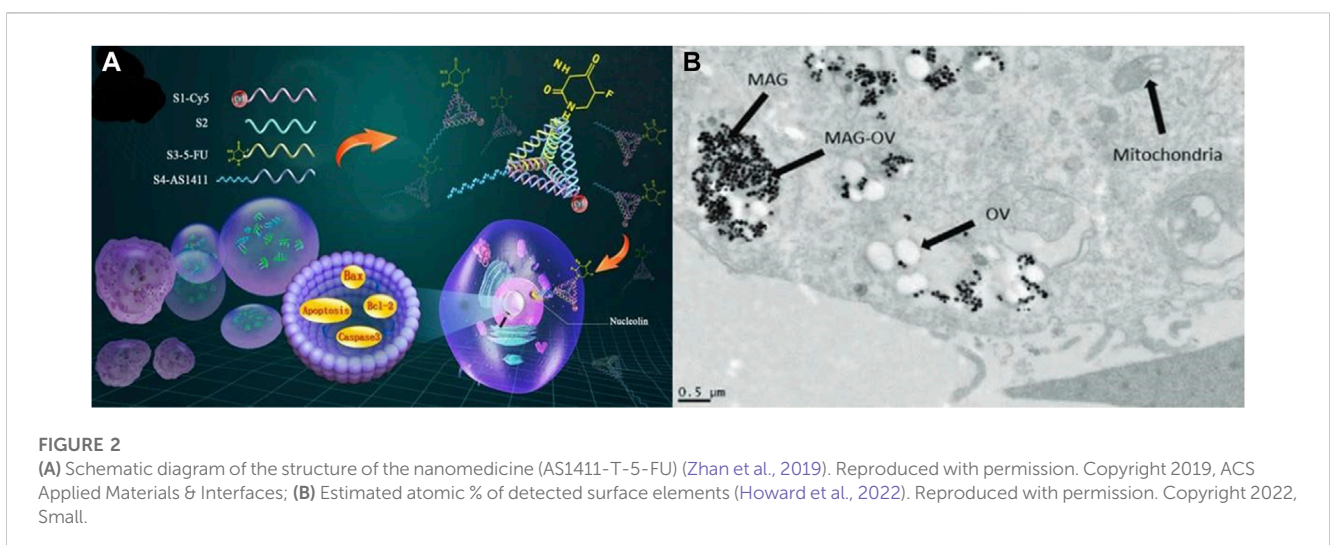 A
S1-Cy5
S2
S3-5-FU
S4-AS1411
NH
O
O
N
F
Bax
Apoptosis
Bcl-2
Caspase3
Nucleolin
B
MAG
MAG-OV
Mitochondria
OV
0.5 μm
FIGURE 2
(A) Schematic diagram of the structure of the nanomedicine (AS1411-T-5-FU) (Zhan et al., 2019). Reproduced with permission. Copyright 2019, ACS
Applied Materials & Interfaces; (B) Estimated atomic % of detected surface elements (Howard et al., 2022). Reproduced with permission. Copyright 2022,
Small.